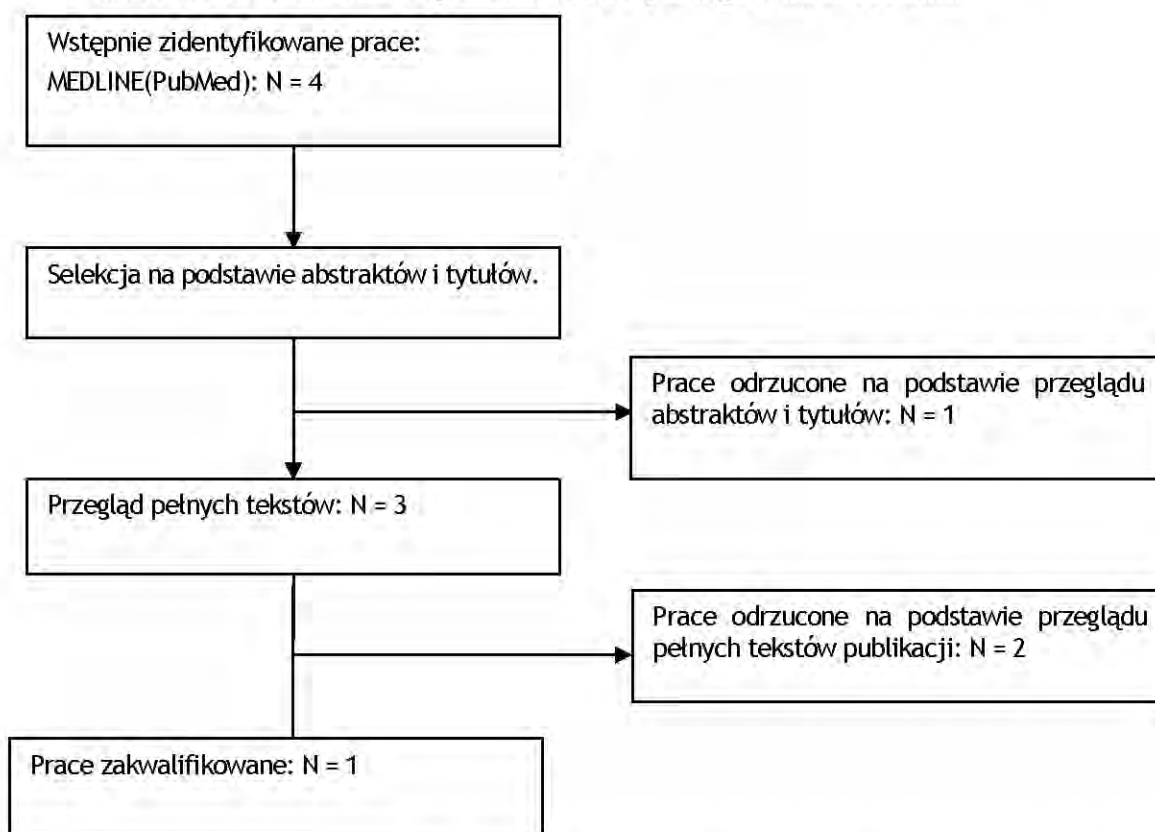 Wstępnie zidentyfikowane prace:
MEDLINE(PubMed): N = 4
Selekcja na podstawie abstraktów i tytułów.
Prace odrzucone na podstawie przeglądu
abstraktów i tytułów: N = 1
Przegląd pełnych tekstów: N = 3
Prace odrzucone na podstawie przeglądu
pełnych tekstów publikacji: N = 2
Prace zakwalifikowane: N = 1